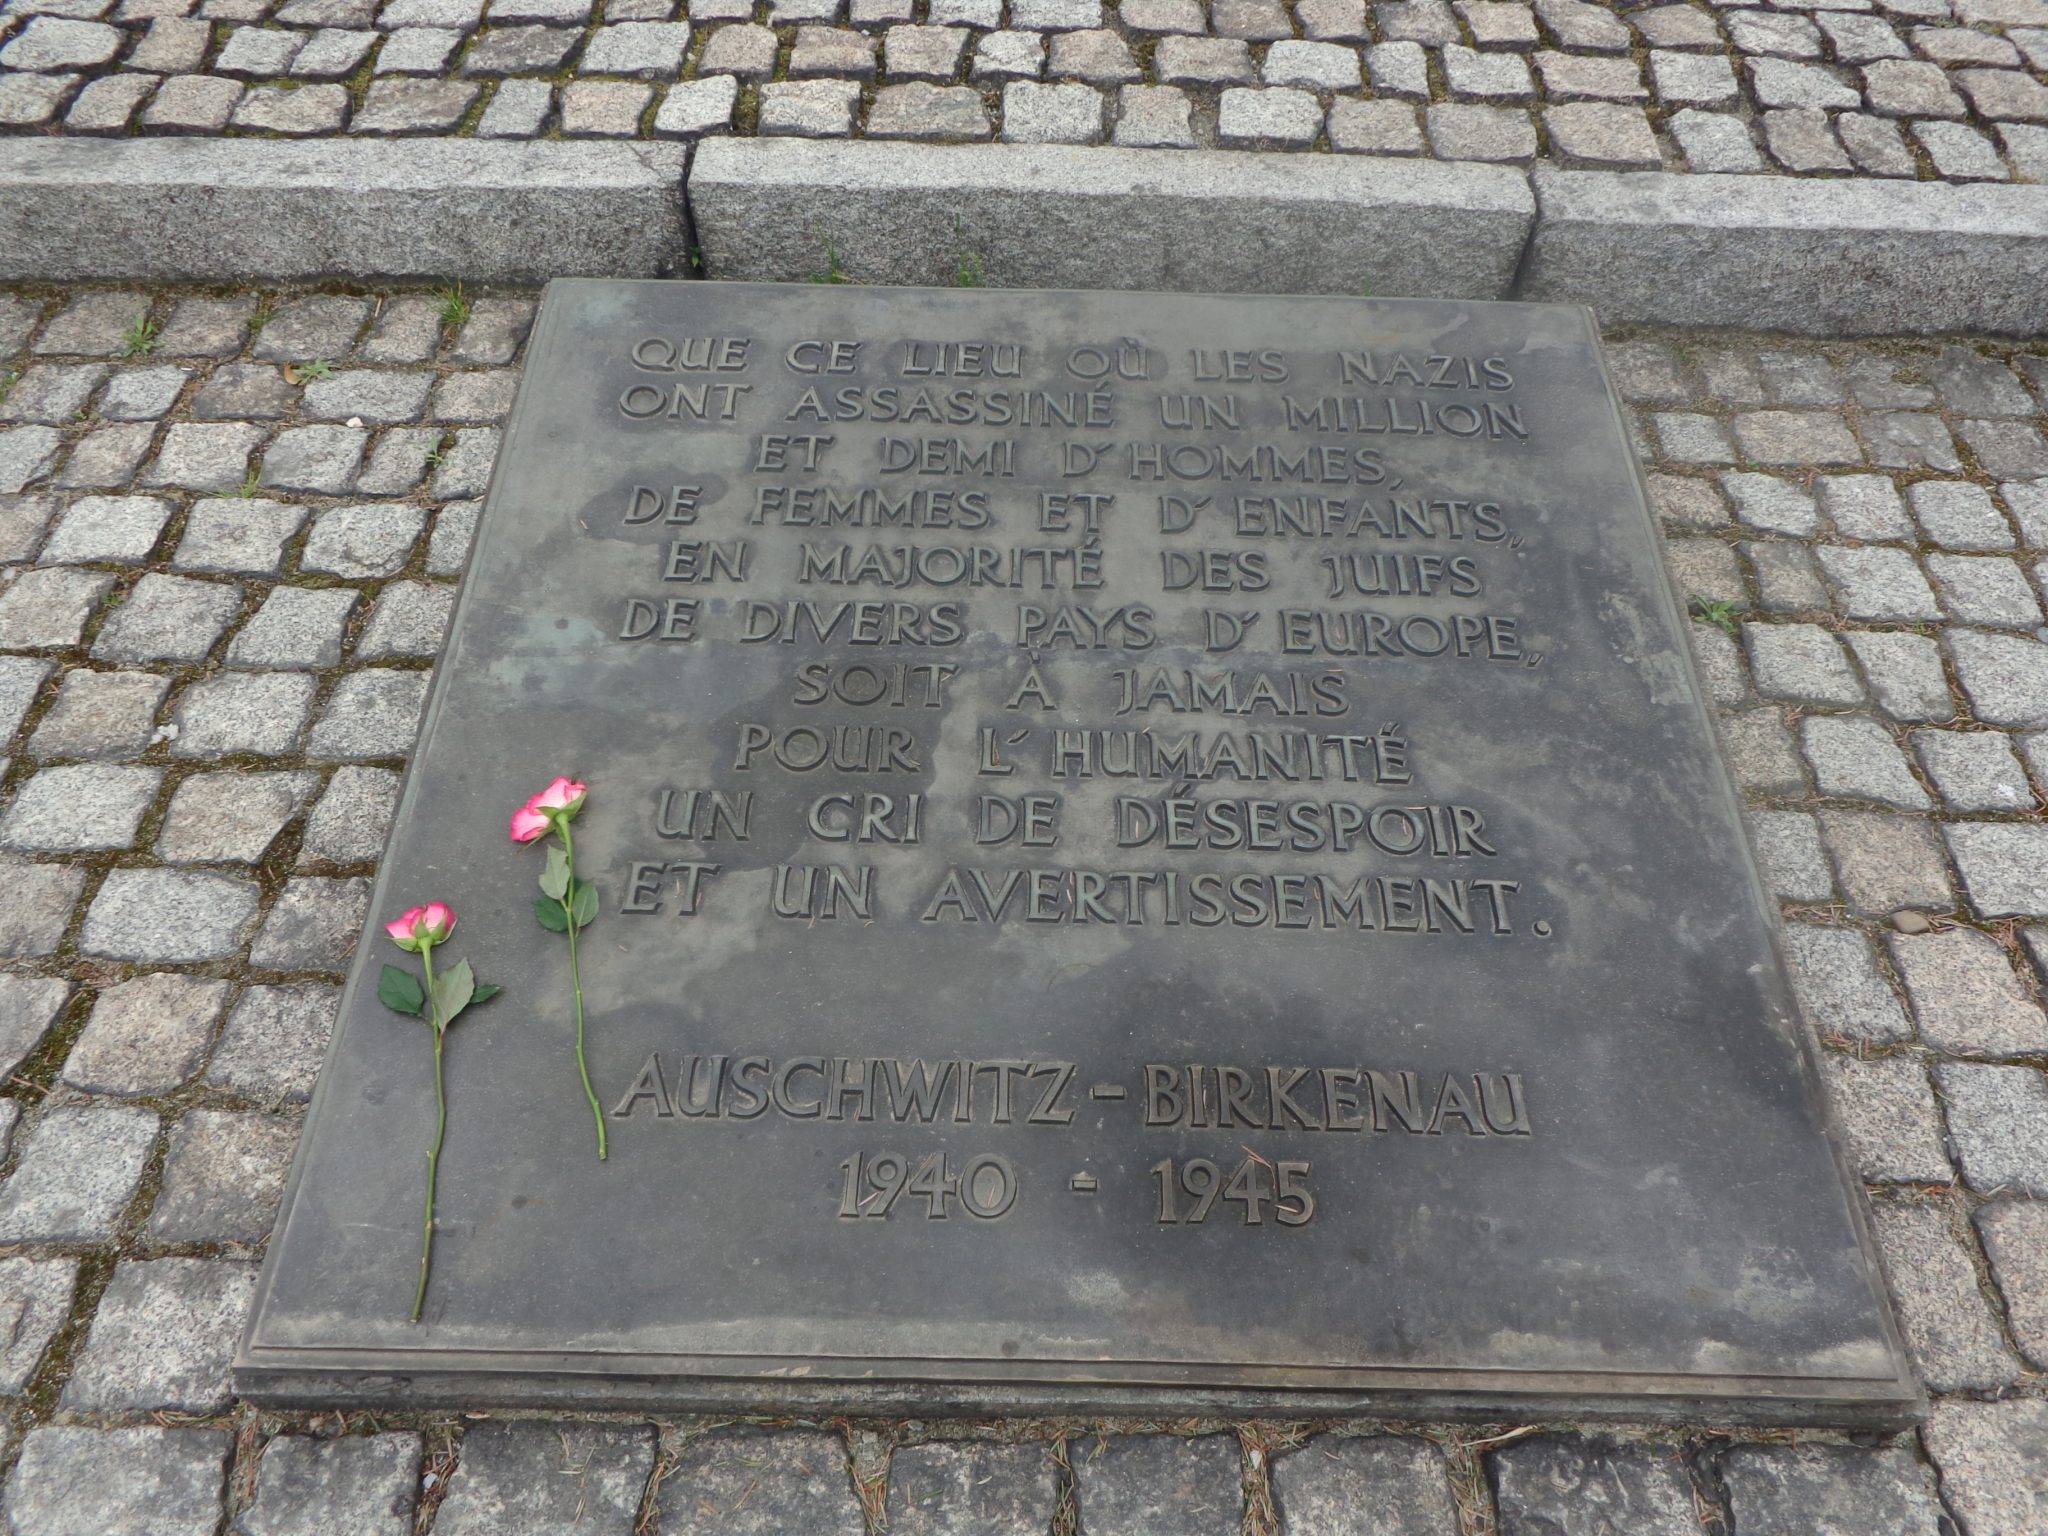 QUE CE LIEU OÙ LES NAZIS
ONT ASSASSINÉ UN MILLION
ET DEMI D'HOMMES,
DE FEMMES ET D'ENFANTS,
EN MAJORITÉ DES JUIFS
DE DIVERS PAYS D'EUROPE,
SOIT À JAMAIS
POUR L'HUMANITÉ
UN CRI DE DÉSESPOIR
ET UN AVERTISSEMENT.
AUSCHWITZ-BIRKENAU
1940 - 1945